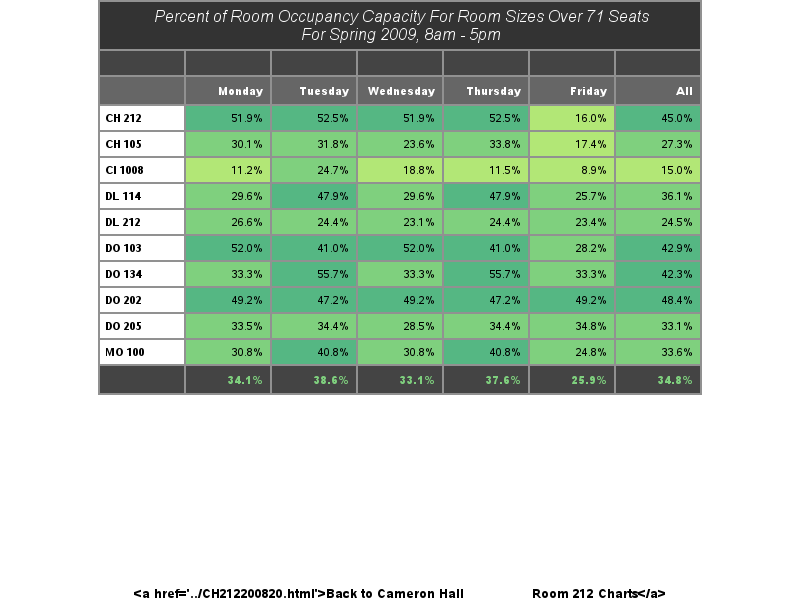 Percent of Room Occupancy Capacity For Room Sizes Over 71 Seats
For Spring 2009, 8am - 5pm
Monday Tuesday Wednesday Thursday Friday All
CH 212 51.9% 52.5% 51.9% 52.5% 16.0% 45.0%
CH 105 30.1% 31.8% 23.6% 33.8% 17.4% 27.3%
CI 1008 11.2% 24.7% 18.8% 11.5% 8.9% 15.0%
DL 114 29.6% 47.9% 29.6% 47.9% 25.7% 36.1%
DL 212 26.6% 24.4% 23.1% 24.4% 23.4% 24.5%
DO 103 52.0% 41.0% 52.0% 41.0% 28.2% 42.9%
DO 134 33.3% 55.7% 33.3% 55.7% 33.3% 42.3%
DO 202 49.2% 47.2% 49.2% 47.2% 49.2% 48.4%
DO 205 33.5% 34.4% 28.5% 34.4% 34.8% 33.1%
MO 100 30.8% 40.8% 30.8% 40.8% 24.8% 33.6%
34.1% 38.6% 33.1% 37.6% 25.9% 34.8%
<a href='../CH212200820.html'>Back to Cameron Hall Room 212 Charts</a>